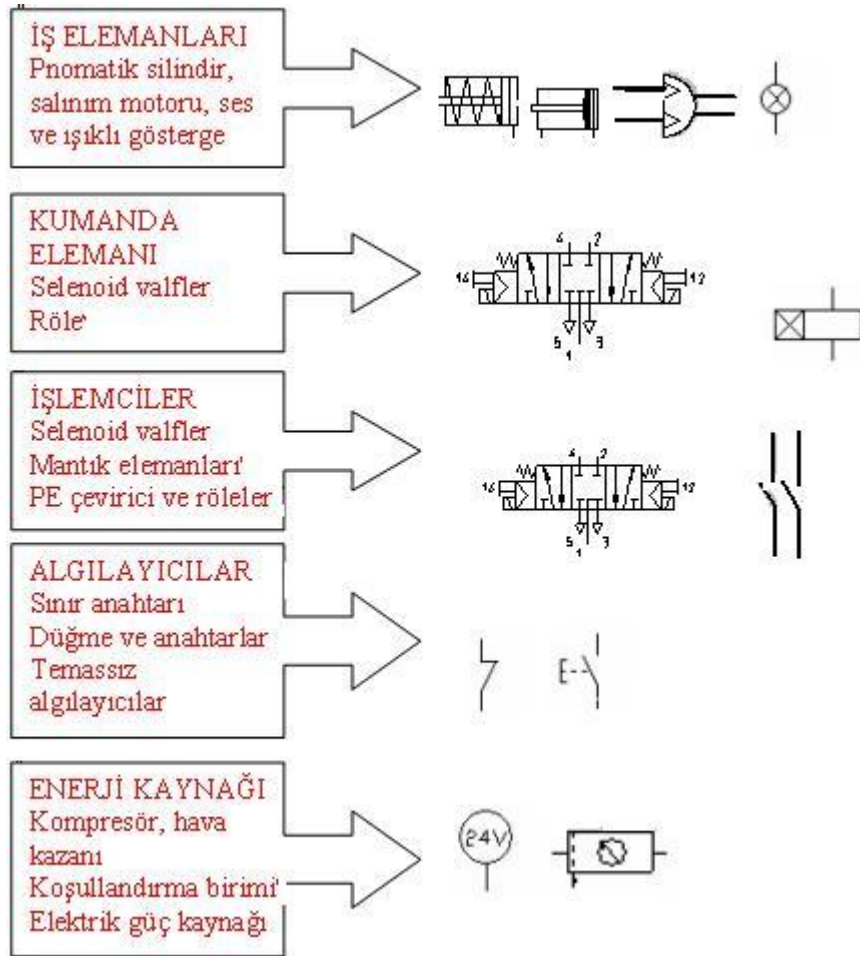 İŞ ELEMANLARI
Pnomatik silindir,
salınım motoru, ses
ve ışıklı gösterge
KUMANDA
ELEMANI
Selenoid valfler
Röle
4 2
14 12
5 1 3
İŞLEMCİLER
Selenoid valfler
Mantık elemanları
PE çevirici ve röleler
4 2
14 12
5 1 3
ALGILAYICILAR
Sınır anahtarı
Düğme ve anahtarlar
Temassız
algılayıcılar
ENERJİ KAYNAĞI
Kompresör, hava
kazanı
Koşullandırma birimi
Elektrik güç kaynağı
24V